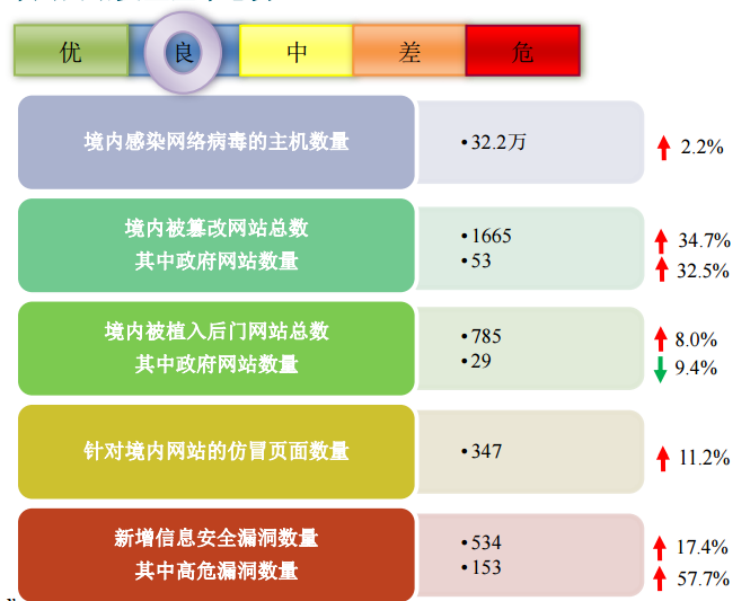 优 良 中 差 危
境内感染网络病毒的主机数量 •32.2万 2.2%
境内被篡改网站总数 •1665 34.7%
其中政府网站数量 •53 32.5%
境内被植入后门网站总数 •785 8.0%
其中政府网站数量 •29 9.4%
针对境内网站的仿冒页面数量 •347 11.2%
新增信息安全漏洞数量 •534 17.4%
其中高危漏洞数量 •153 57.7%